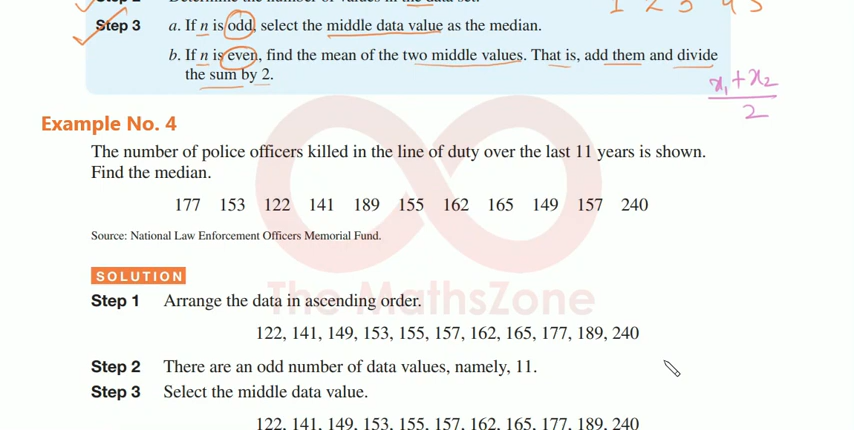 1 2 3 4 5
Step 3 a. If n is odd, select the middle data value as the median.
b. If n is even, find the mean of the two middle values. That is, add them and divide
the sum by 2.
x₁ + x₂
2
Example No. 4
The number of police officers killed in the line of duty over the last 11 years is shown.
Find the median.
177 153 122 141 189 155 162 165 149 157 240
Source: National Law Enforcement Officers Memorial Fund.
SOLUTION
The MathsZone
Step 1 Arrange the data in ascending order.
122, 141, 149, 153, 155, 157, 162, 165, 177, 189, 240
Step 2 There are an odd number of data values, namely, 11.
Step 3 Select the middle data value.
122, 141, 149, 153, 155, 157, 162, 165, 177, 189, 240